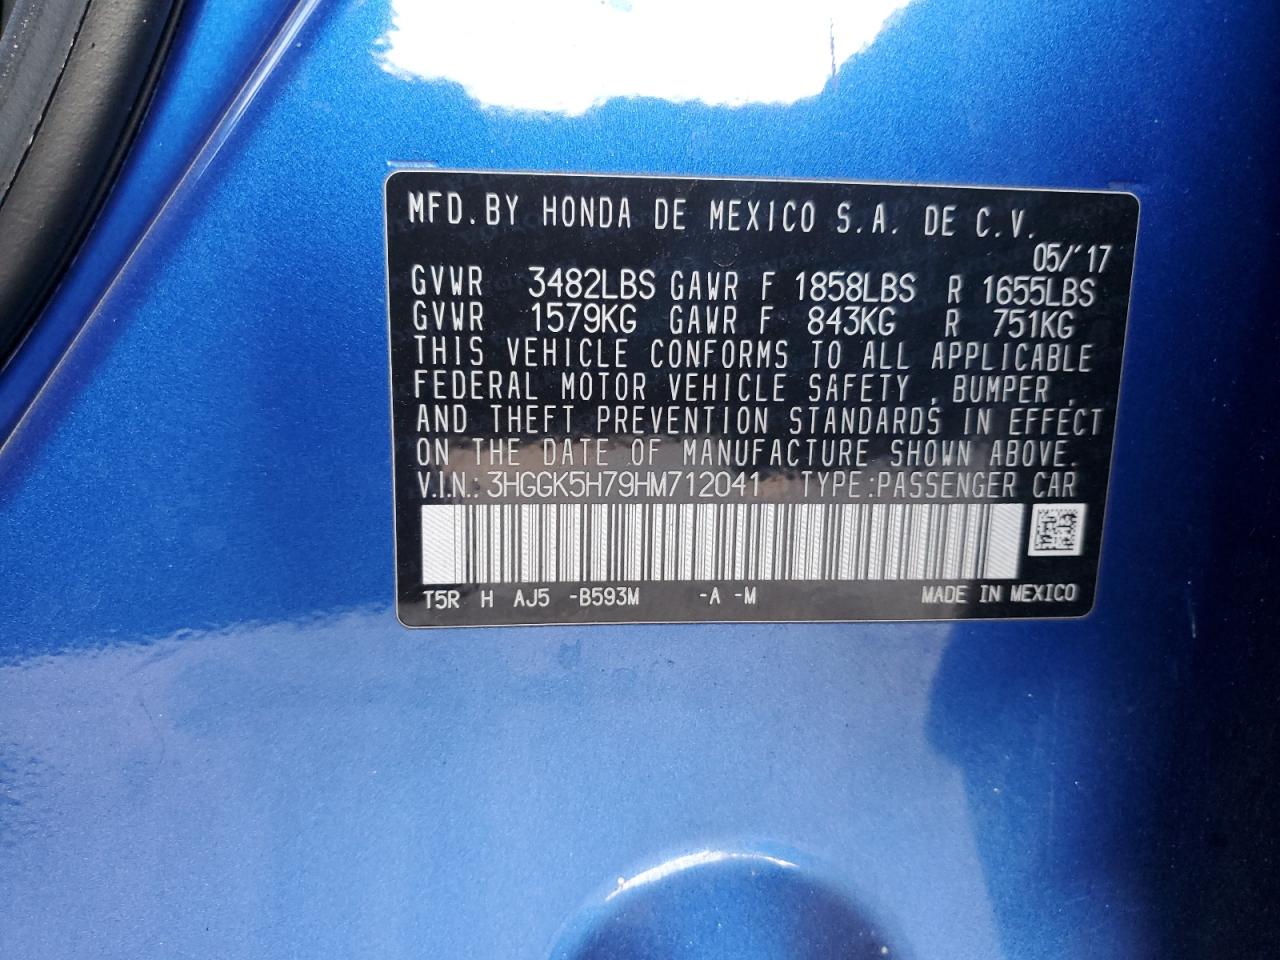 MFD. BY HONDA DE MEXICO S.A. DE C.V.
05/'17
GVWR 3482LBS GAWR F 1858LBS R 1655LBS
GVWR 1579KG GAWR F 843KG R 751KG
THIS VEHICLE CONFORMS TO ALL APPLICABLE
FEDERAL MOTOR VEHICLE SAFETY , BUMPER ,
AND THEFT PREVENTION STANDARDS IN EFFECT
ON THE DATE OF MANUFACTURE SHOWN ABOVE.
V.I.N.: 3HGGK5H79HM712041 TYPE:PASSENGER CAR
T5R H AJ5 -B593M -A -M MADE IN MEXICO